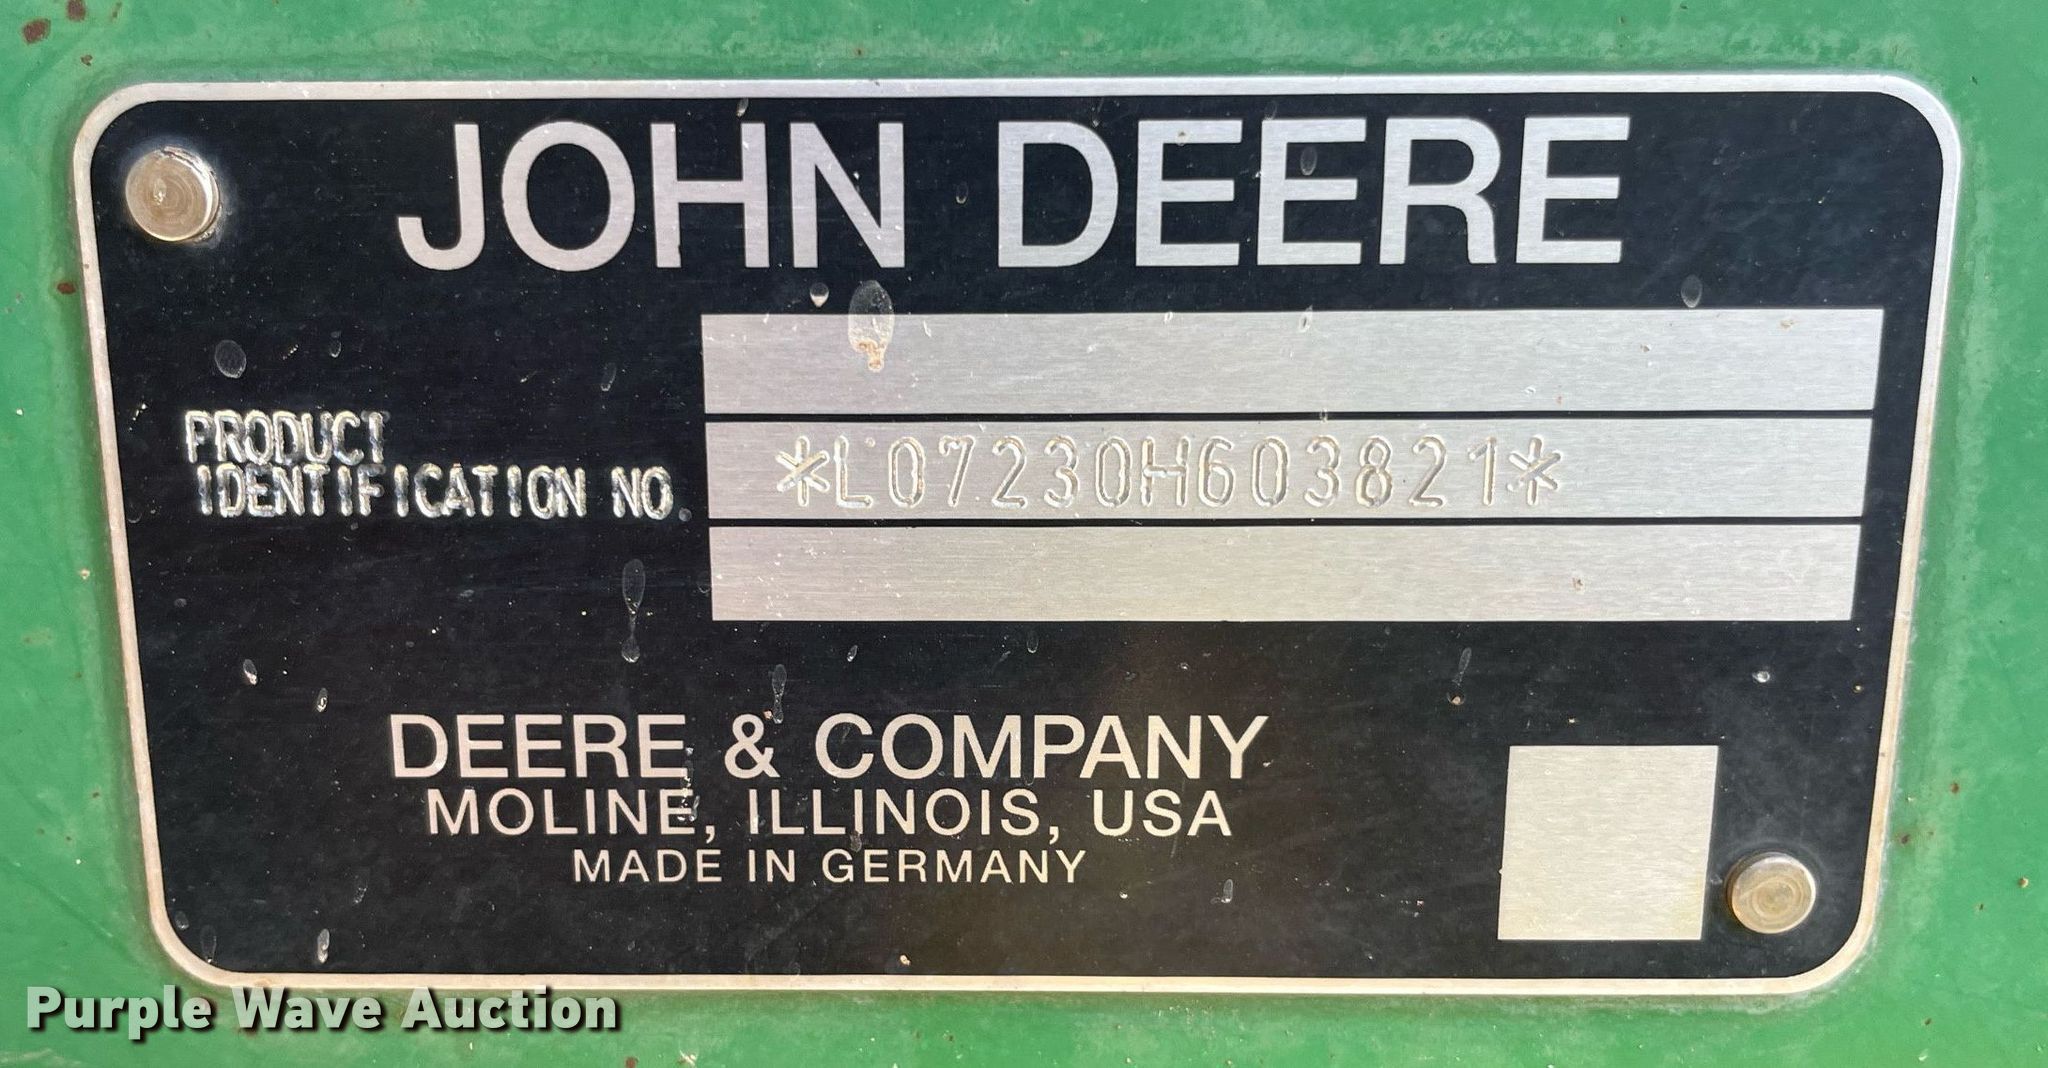 JOHN DEERE
PRODUCT
IDENTIFICATION NO.
*L07230H603821*
DEERE & COMPANY
MOLINE, ILLINOIS, USA
MADE IN GERMANY
Purple Wave Auction